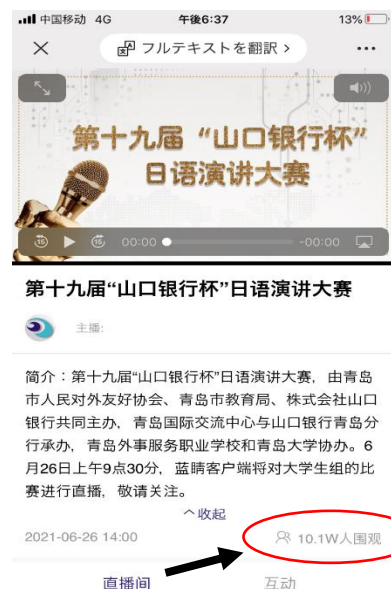 中国移动 4G 午後6:37 13%
フルテキストを翻訳 >
第十九届“山口银行杯”
日语演讲大赛
15 15 00:00 -00:00
第十九届“山口银行杯”日语演讲大赛
主播:
简介：第十九届“山口银行杯”日语演讲大赛，由青岛
市人民对外友好协会、青岛市教育局、株式会社山口
银行共同主办，青岛国际交流中心与山口银行青岛分
行承办，青岛外事服务职业学校和青岛大学协办。6
月26日上午9点30分，蓝睛客户端将对大学生组的比
赛进行直播，敬请关注。
收起
2021-06-26 14:00 10.1W人围观
直播间 互动